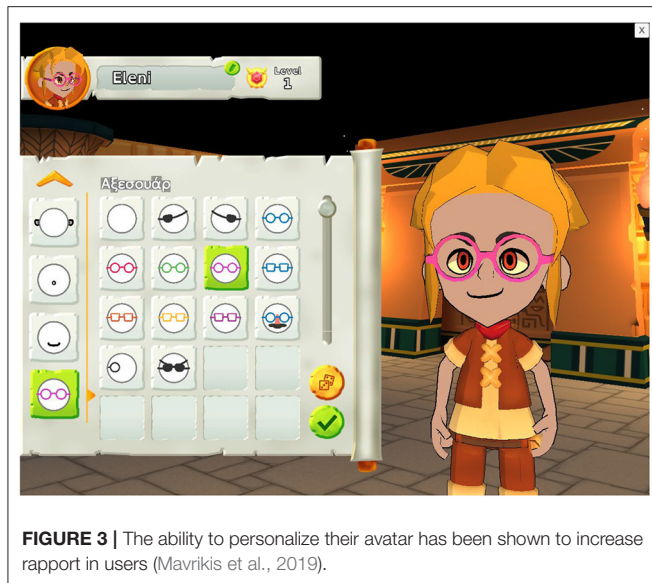 x
Eleni
Level
1
Αξεσουάρ
FIGURE 3 | The ability to personalize their avatar has been shown to increase
rapport in users (Mavrikis et al., 2019).